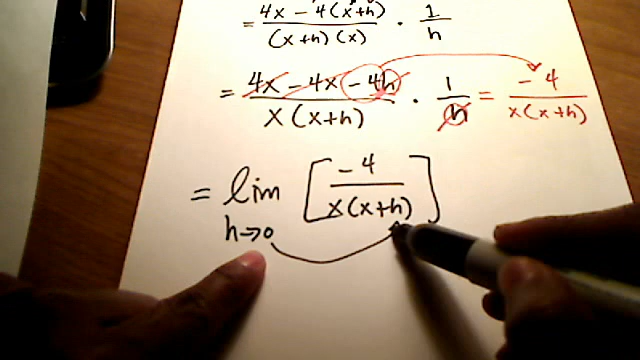 = 4x - 4(x+h) / (x+h)(x) · 1/h
= 4x - 4x - 4h / x(x+h) · 1/h = -4 / x(x+h)
= lim h→0 [ -4 / x(x+h) ]